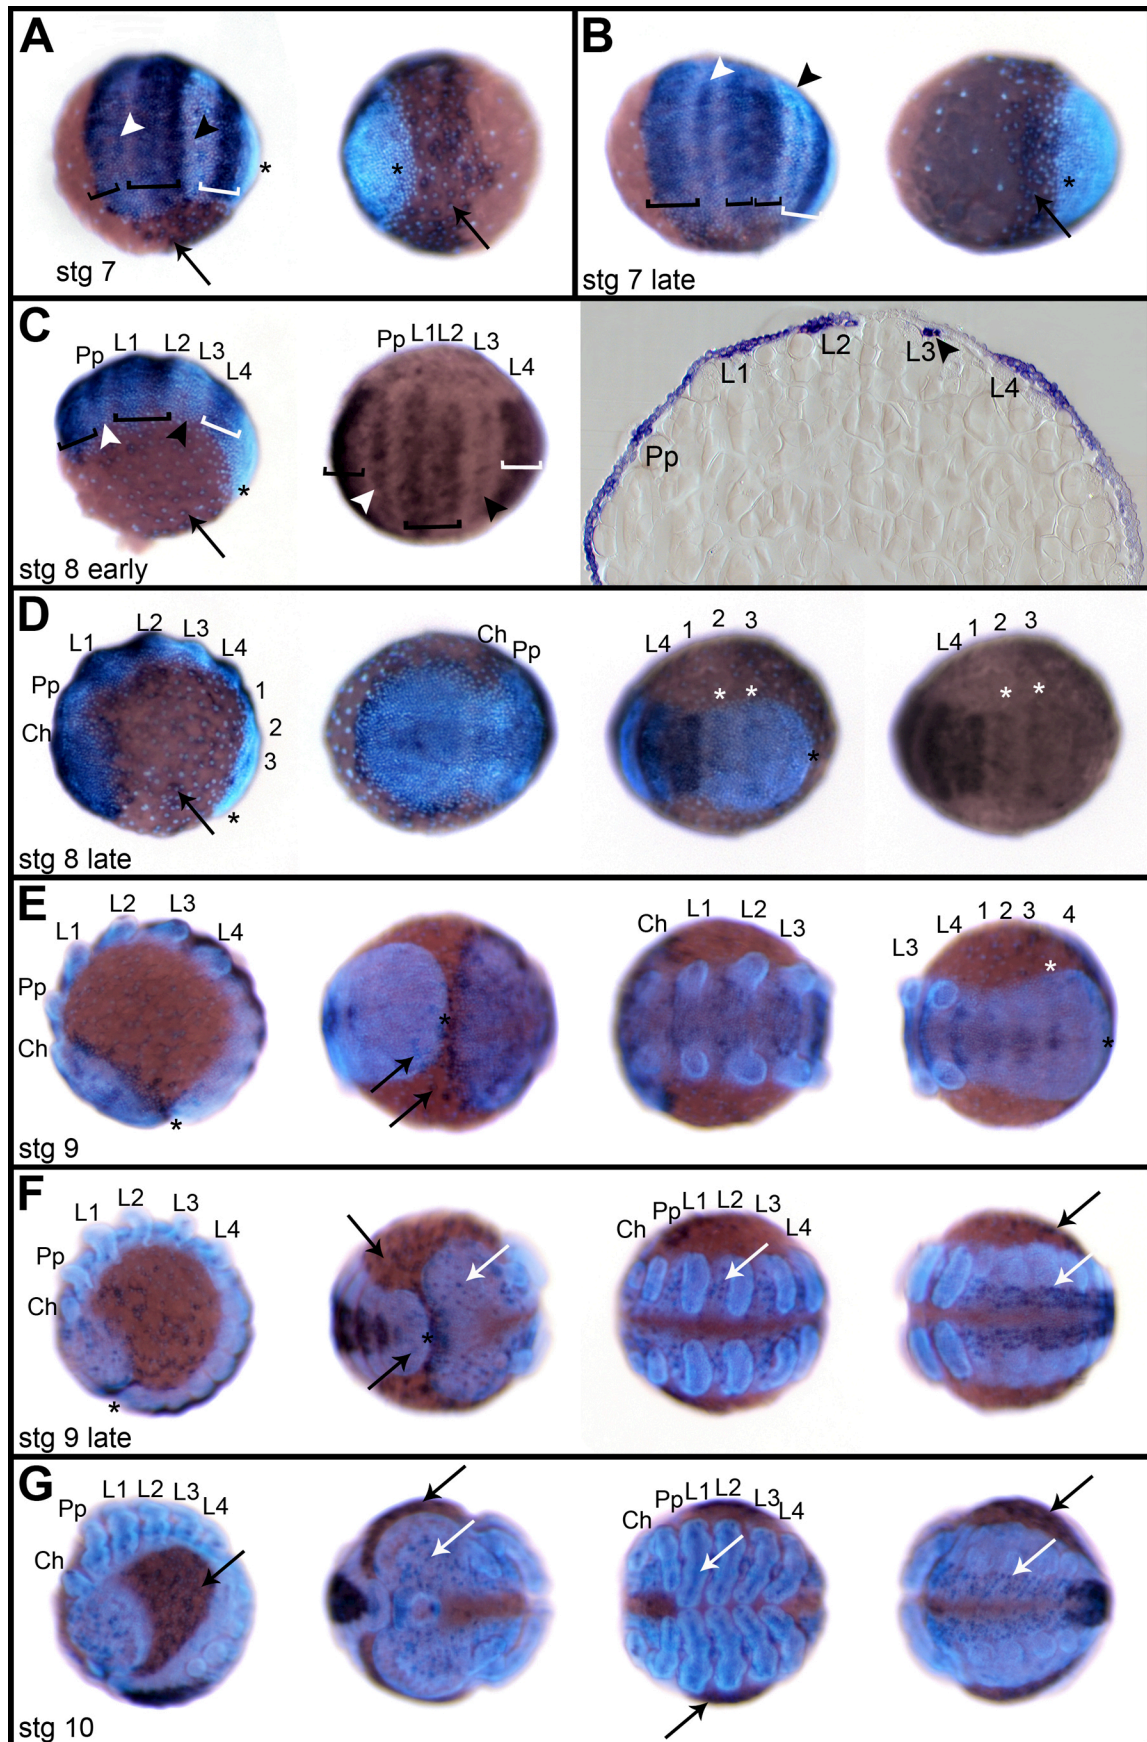 A
*
*
stg 7
B
*
stg 7 late
C
Pp L1 L2 L3 L4
*
stg 8 early
Pp L1 L2 L3 L4
Pp L1 L2 L3 L4
D
Ch Pp L1 L2 L3 L4 1 2 3
*
stg 8 late
Ch Pp
L4 1 2 3
* * *
L4 1 2 3
* *
E
Ch Pp L1 L2 L3 L4
*
stg 9
*
Ch L1 L2 L3
L3 L4 1 2 3 4
* *
F
Ch Pp L1 L2 L3 L4
*
stg 9 late
*
Ch Pp L1 L2 L3 L4
G
Ch Pp L1 L2 L3 L4
stg 10
Ch Pp L1 L2 L3 L4